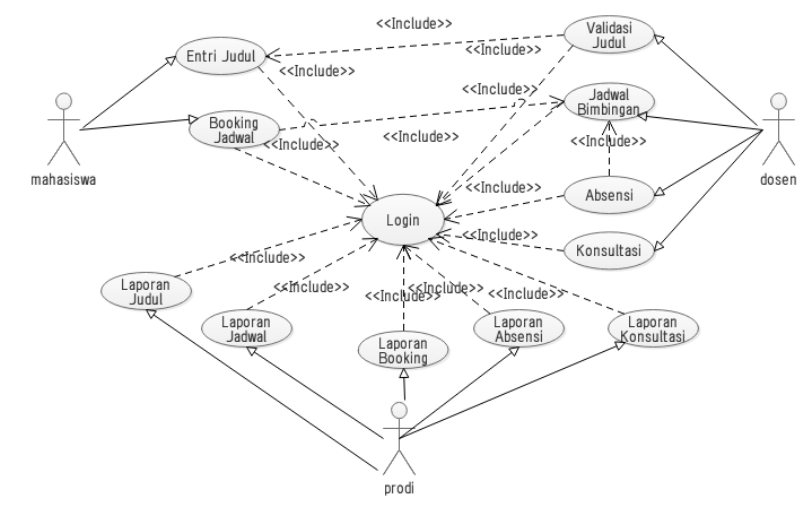 <<Include>>
Validasi
Judul
Entri Judul
<<Include>>
<<Include>>
<<Include>>
Jadwal
Bimbingan
Booking
Jadwal
<<Include>>
<<Include>>
<<Include>>
mahasiswa
dosen
<<Include>>
Absensi
Login
<<Include>>
Konsultasi
<<Include>>
Laporan
Judul
<<Include>>
<<Include>>
<<Include>>
<<Include>>
Laporan
Jadwal
Laporan
Absensi
Laporan
Konsultasi
Laporan
Booking
prodi